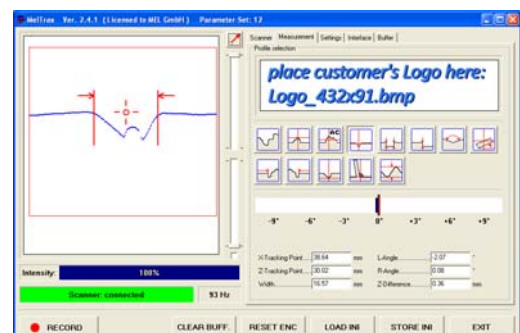 MelTrax Ver. 2.4.1 (Licensed to MEL GmbH) Parameter Set: 12
Scanner Measurement Settings Interface Buffer
Profile selection
place customer's Logo here:
Logo_432x91.bmp
AC
-9° -6° -3° 0° +3° +6° +9°
X-Tracking Point 38.64 mm L-Angle -2.07 °
Z-Tracking Point 30.02 mm R-Angle 0.08 °
Width 16.57 mm Z-Difference 0.36 mm
Intensity: 100%
Scanner connected 93 Hz
RECORD CLEAR BUFF. RESET ENC LOAD INI STORE INI EXIT